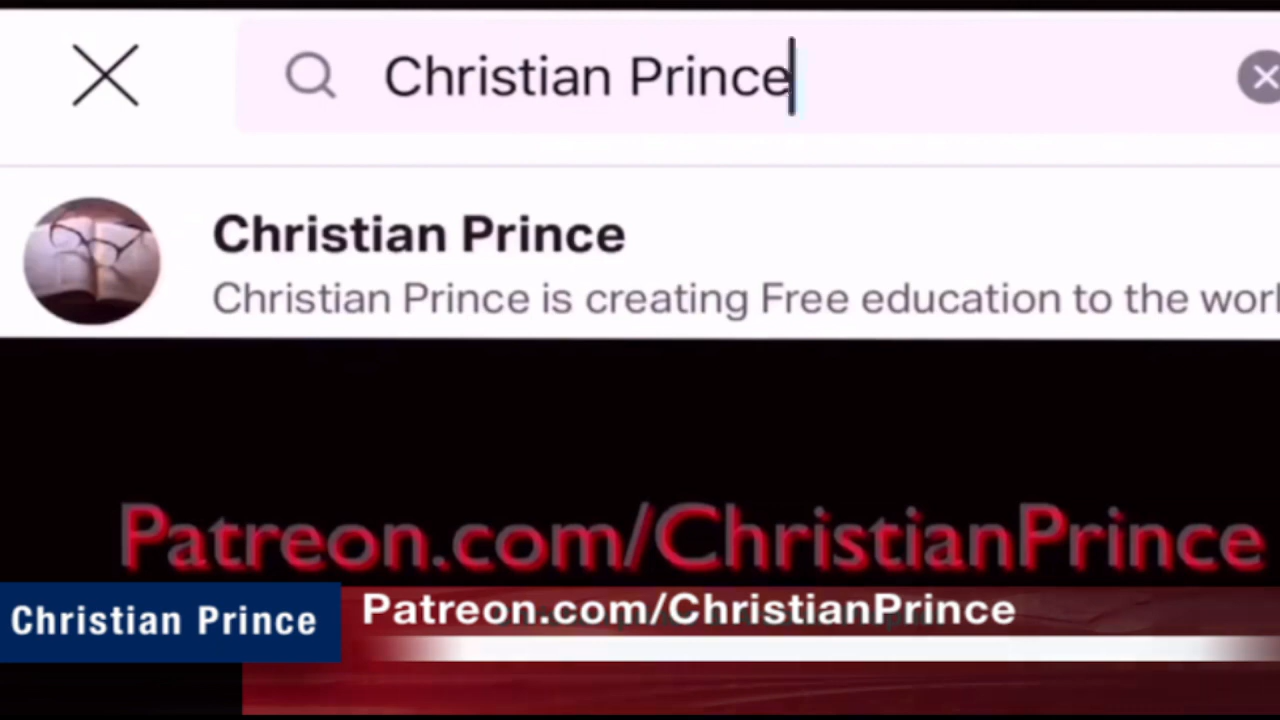 Christian Prince
Christian Prince
Christian Prince is creating Free education to the worl
Patreon.com/ChristianPrince
Christian Prince
Patreon.com/ChristianPrince